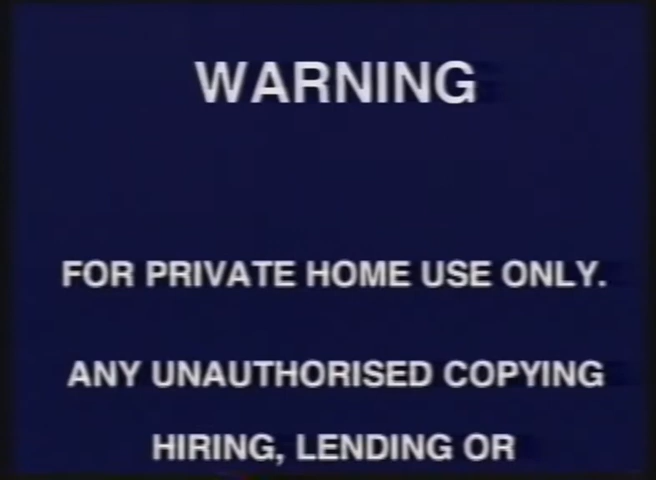 WARNING
FOR PRIVATE HOME USE ONLY.
ANY UNAUTHORISED COPYING
HIRING, LENDING OR